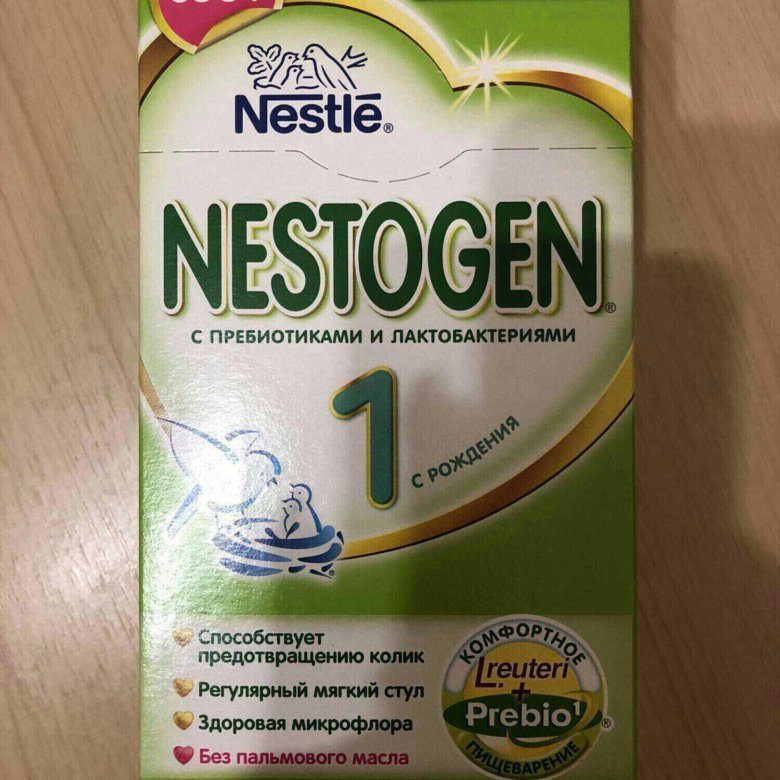 Nestlé®
NESTOGEN®
С ПРЕБИОТИКАМИ И ЛАКТОБАКТЕРИЯМИ
1
С РОЖДЕНИЯ
Способствует
предотвращению колик
Регулярный мягкий стул
Здоровая микрофлора
Без пальмового масла
КОМФОРТНОЕ
L.reuteri
+
Prebio¹®
ПИЩЕВАРЕНИЕ